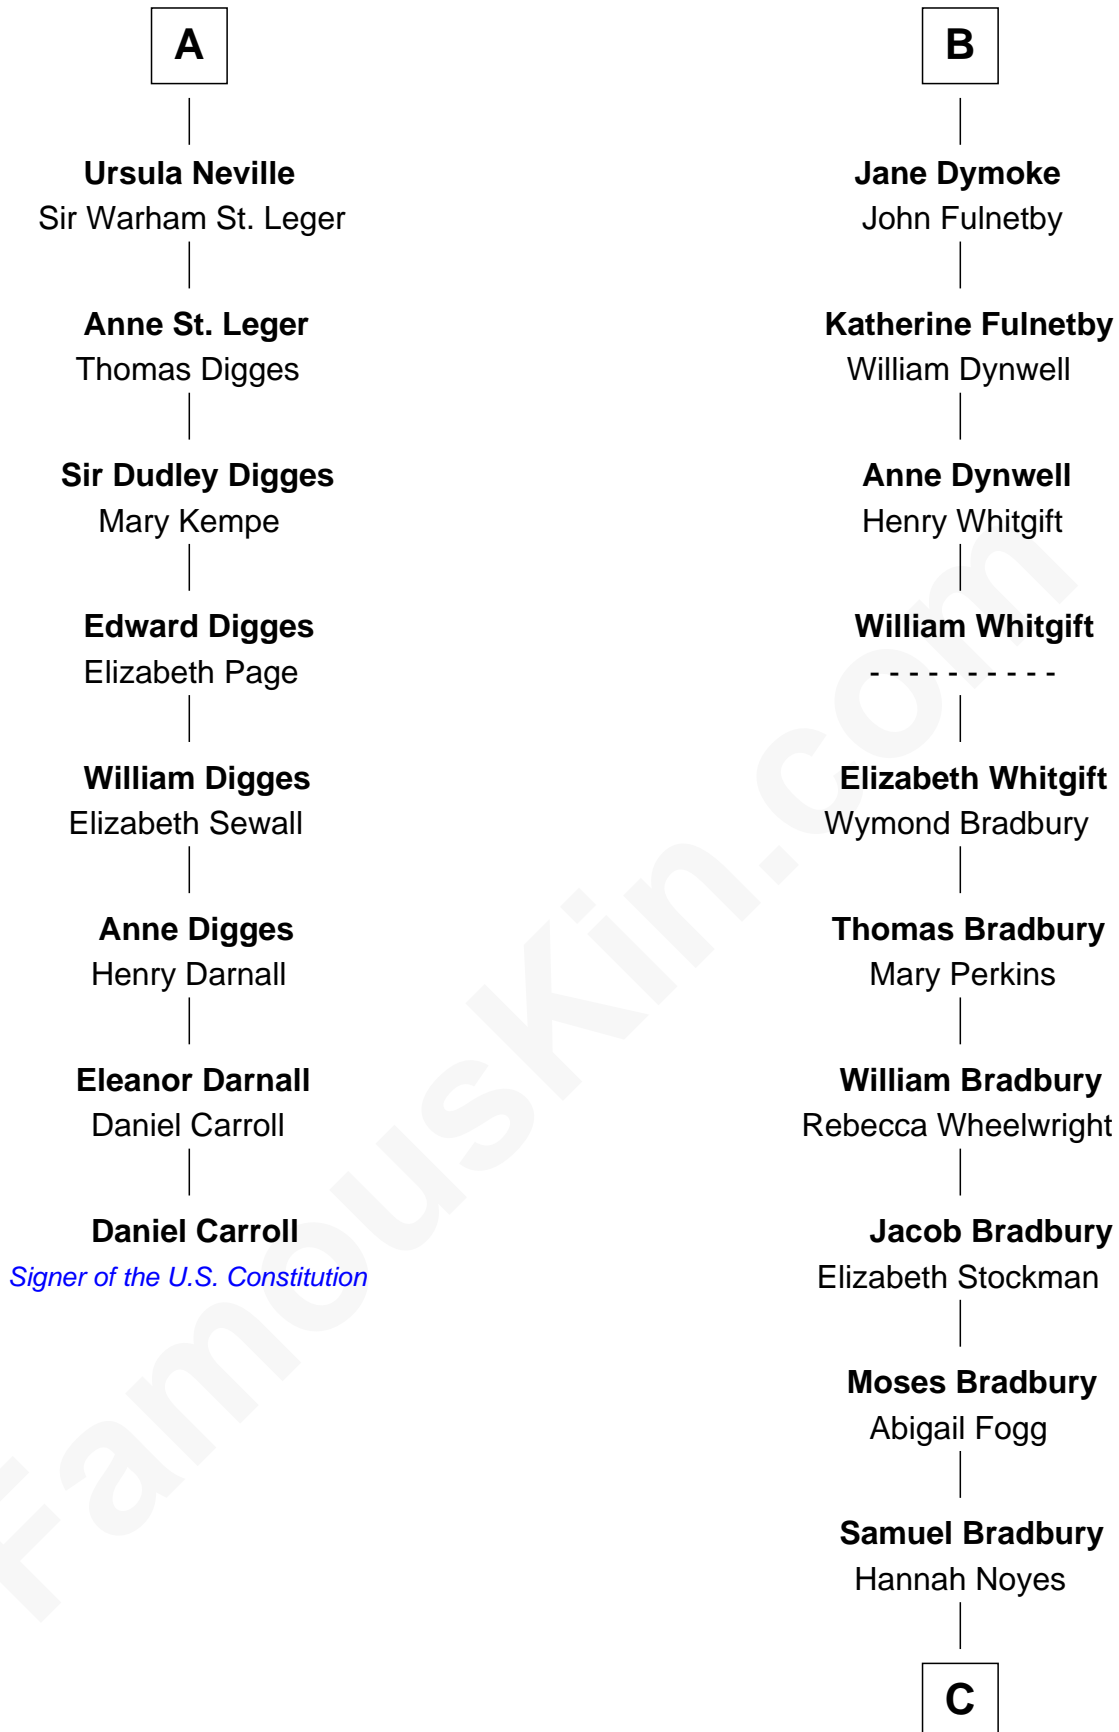 A
Ursula Neville
Sir Warham St. Leger
Anne St. Leger
Thomas Digges
Sir Dudley Digges
Mary Kempe
Edward Digges
Elizabeth Page
William Digges
Elizabeth Sewall
Anne Digges
Henry Darnall
Eleanor Darnall
Daniel Carroll
Daniel Carroll
Signer of the U.S. Constitution
B
Jane Dymoke
John Fulnetby
Katherine Fulnetby
William Dynwell
Anne Dynwell
Henry Whitgift
William Whitgift
- - - - - - - - - -
Elizabeth Whitgift
Wymond Bradbury
Thomas Bradbury
Mary Perkins
William Bradbury
Rebecca Wheelwright
Jacob Bradbury
Elizabeth Stockman
Moses Bradbury
Abigail Fogg
Samuel Bradbury
Hannah Noyes
C
FamousKin.com